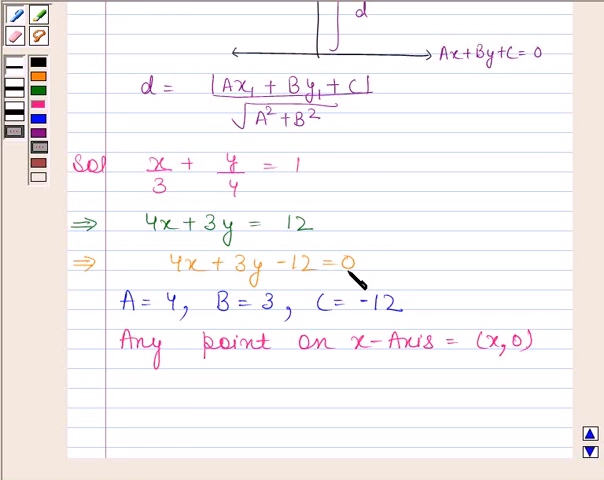 d
Ax+By+C=0
d = |Ax₁ + By₁ + C| / √A²+B²
Sol x/3 + y/4 = 1
⇒ 4x+3y = 12
⇒ 4x+3y-12=0
A=4, B=3, C=-12
Any point on x-Axis = (x,0)